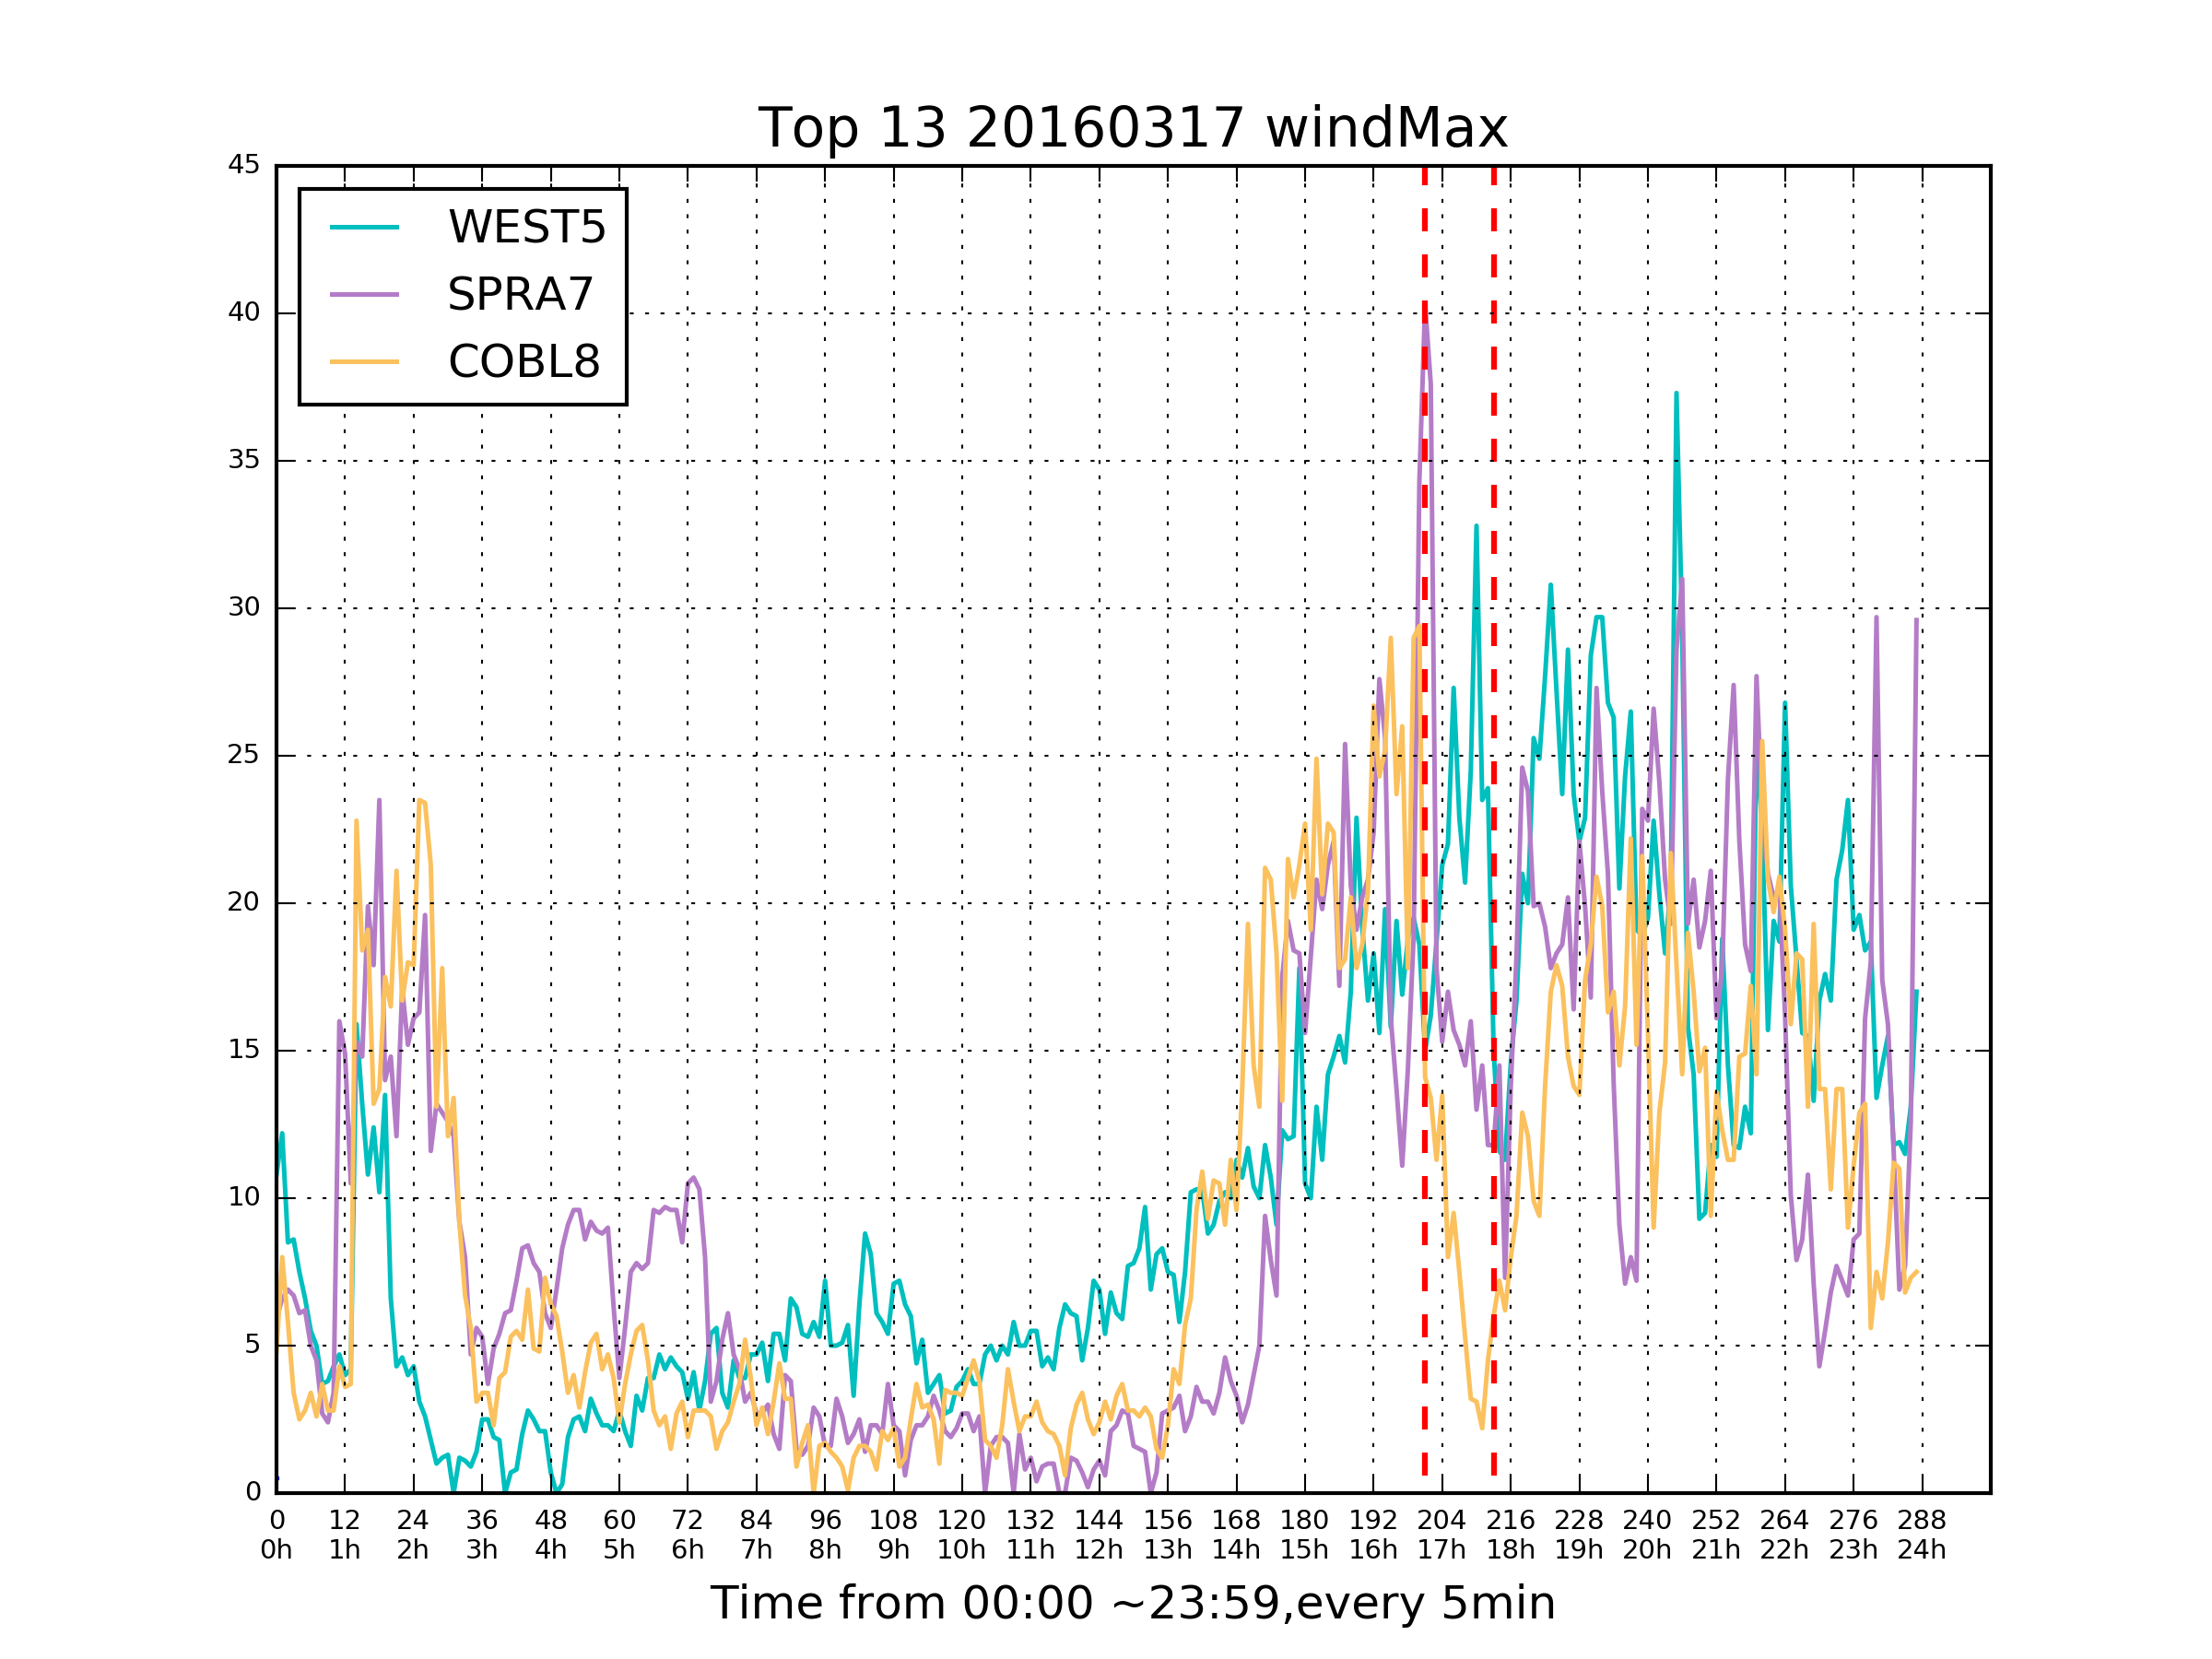 Top 13 20160317 windMax
45
40
35
30
25
20
15
10
5
0
WEST5
SPRA7
COBL8
0 12 24 36 48 60 72 84 96 108 120 132 144 156 168 180 192 204 216 228 240 252 264 276 288
0h 1h 2h 3h 4h 5h 6h 7h 8h 9h 10h 11h 12h 13h 14h 15h 16h 17h 18h 19h 20h 21h 22h 23h 24h
Time from 00:00 ~23:59,every 5min